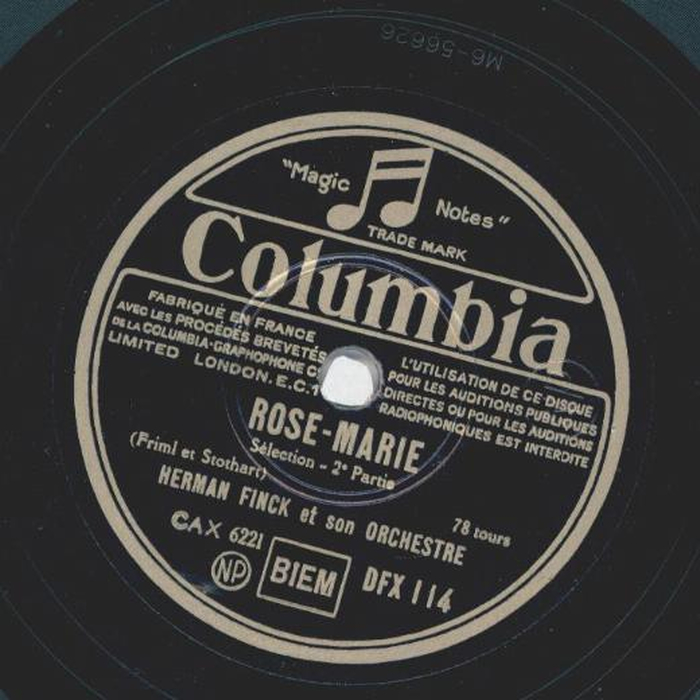 M6-56626
"Magic Notes"
TRADE MARK
Columbia
FABRIQUÉ EN FRANCE
AVEC LES PROCÉDÉS BREVETÉS
DE LA COLUMBIA-GRAPHOPHONE C°
LIMITED LONDON. E.C.1
L'UTILISATION DE CE DISQUE
POUR LES AUDITIONS PUBLIQUES
DIRECTES OU POUR LES AUDITIONS
RADIOPHONIQUES EST INTERDITE
ROSE-MARIE
Sélection - 2e Partie
(Friml et Stothart)
HERMAN FINCK et son ORCHESTRE
78 tours
CAX 6221
NP
BIEM
DFX 114